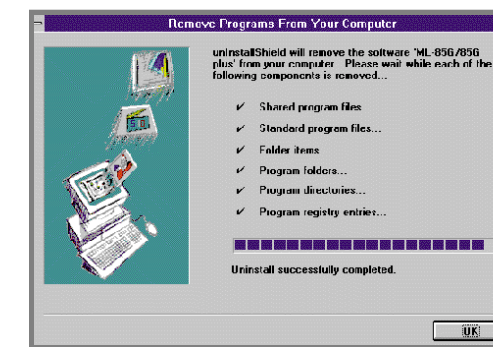 Remove Programs From Your Computer
unInstallShield will remove the software 'ML-85G/85G
plus' from your computer. Please wait while each of the
following components is removed...
✓ Shared program files
✓ Standard program files...
✓ Folder items
✓ Program folders...
✓ Program directories...
✓ Program registry entries...
Uninstall successfully completed.
OK